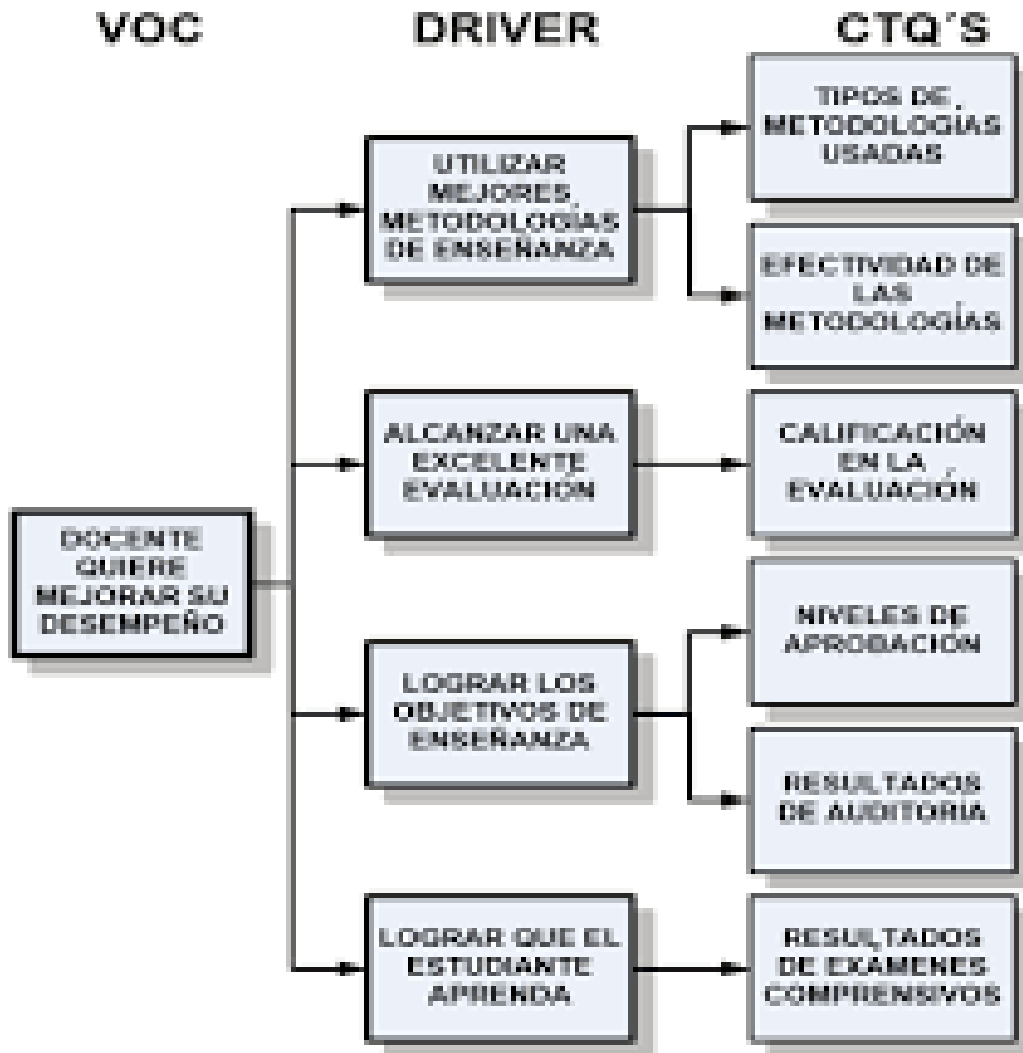 VOC DRIVER CTQ´S
DOCENTE
QUIERE
MEJORAR SU
DESEMPEÑO
UTILIZAR
MEJORES
METODOLOGÍAS
DE ENSEÑANZA
TIPOS DE
METODOLOGÍAS
USADAS
EFECTIVIDAD DE
LAS
METODOLOGÍAS
ALCANZAR UNA
EXCELENTE
EVALUACIÓN
CALIFICACIÓN
EN LA
EVALUACIÓN
LOGRAR LOS
OBJETIVOS DE
ENSEÑANZA
NIVELES DE
APROBACIÓN
RESULTADOS
DE AUDITORIA
LOGRAR QUE EL
ESTUDIANTE
APRENDA
RESULTADOS
DE EXÁMENES
COMPRENSIVOS